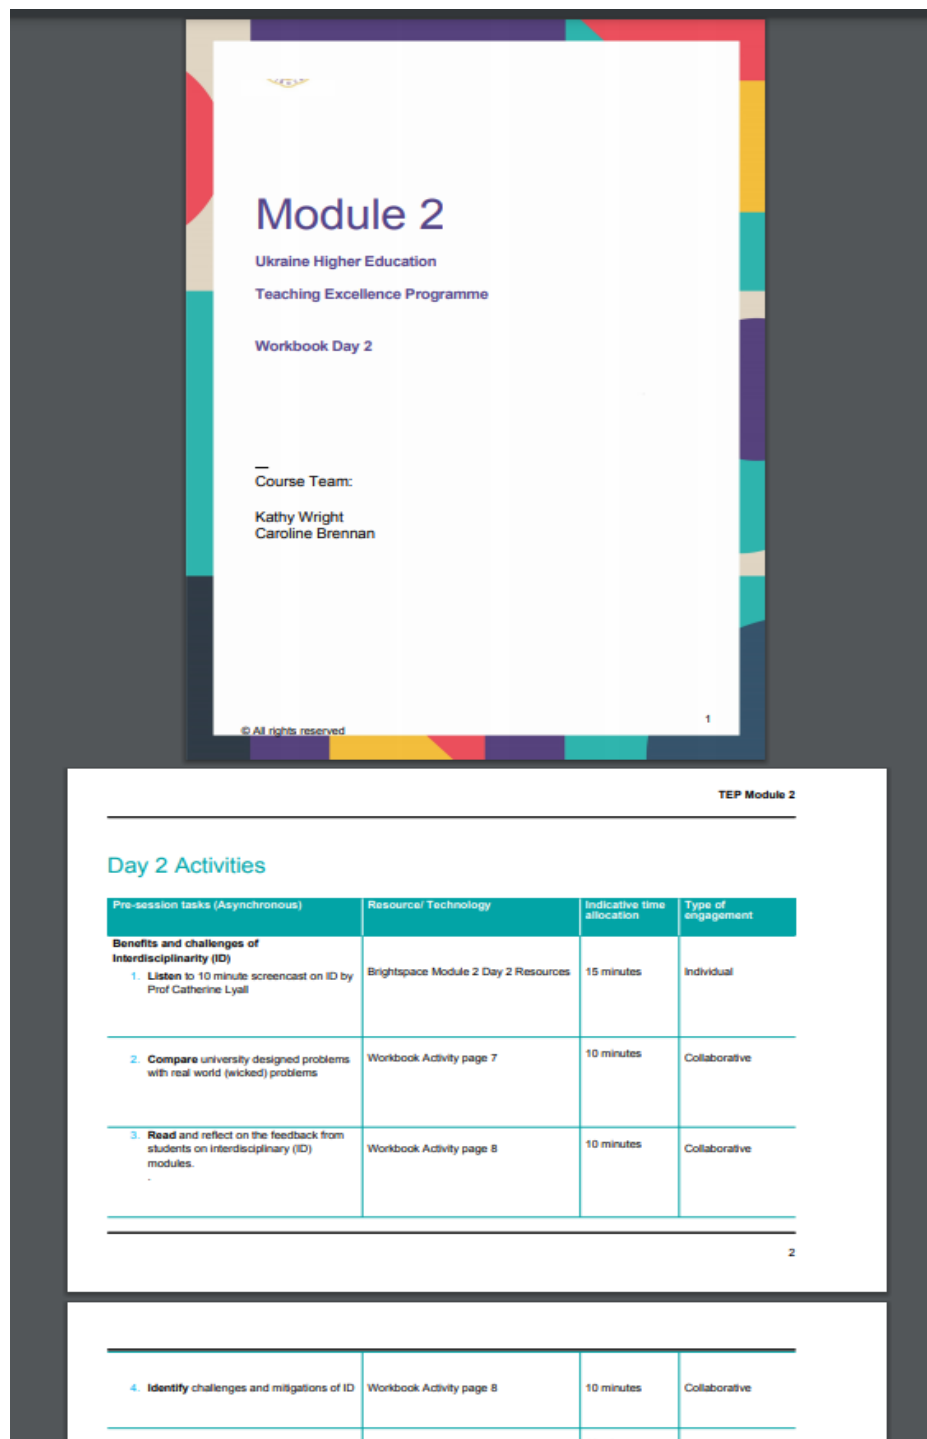 Module 2
Ukraine Higher Education
Teaching Excellence Programme
Workbook Day 2
Course Team:
Kathy Wright
Caroline Brennan
1
© All rights reserved
TEP Module 2
Day 2 Activities
Pre-session tasks (Asynchronous)
Resource/ Technology
Indicative time
allocation
Type of
engagement
Benefits and challenges of
Interdisciplinarity (ID)
1. Listen to 10 minute screencast on ID by
Prof Catherine Lyall
Brightspace Module 2 Day 2 Resources
15 minutes
Individual
2. Compare university designed problems
with real world (wicked) problems
Workbook Activity page 7
10 minutes
Collaborative
3. Read and reflect on the feedback from
students on interdisciplinary (ID)
modules.
.
Workbook Activity page 8
10 minutes
Collaborative
2
4. Identify challenges and mitigations of ID
Workbook Activity page 8
10 minutes
Collaborative